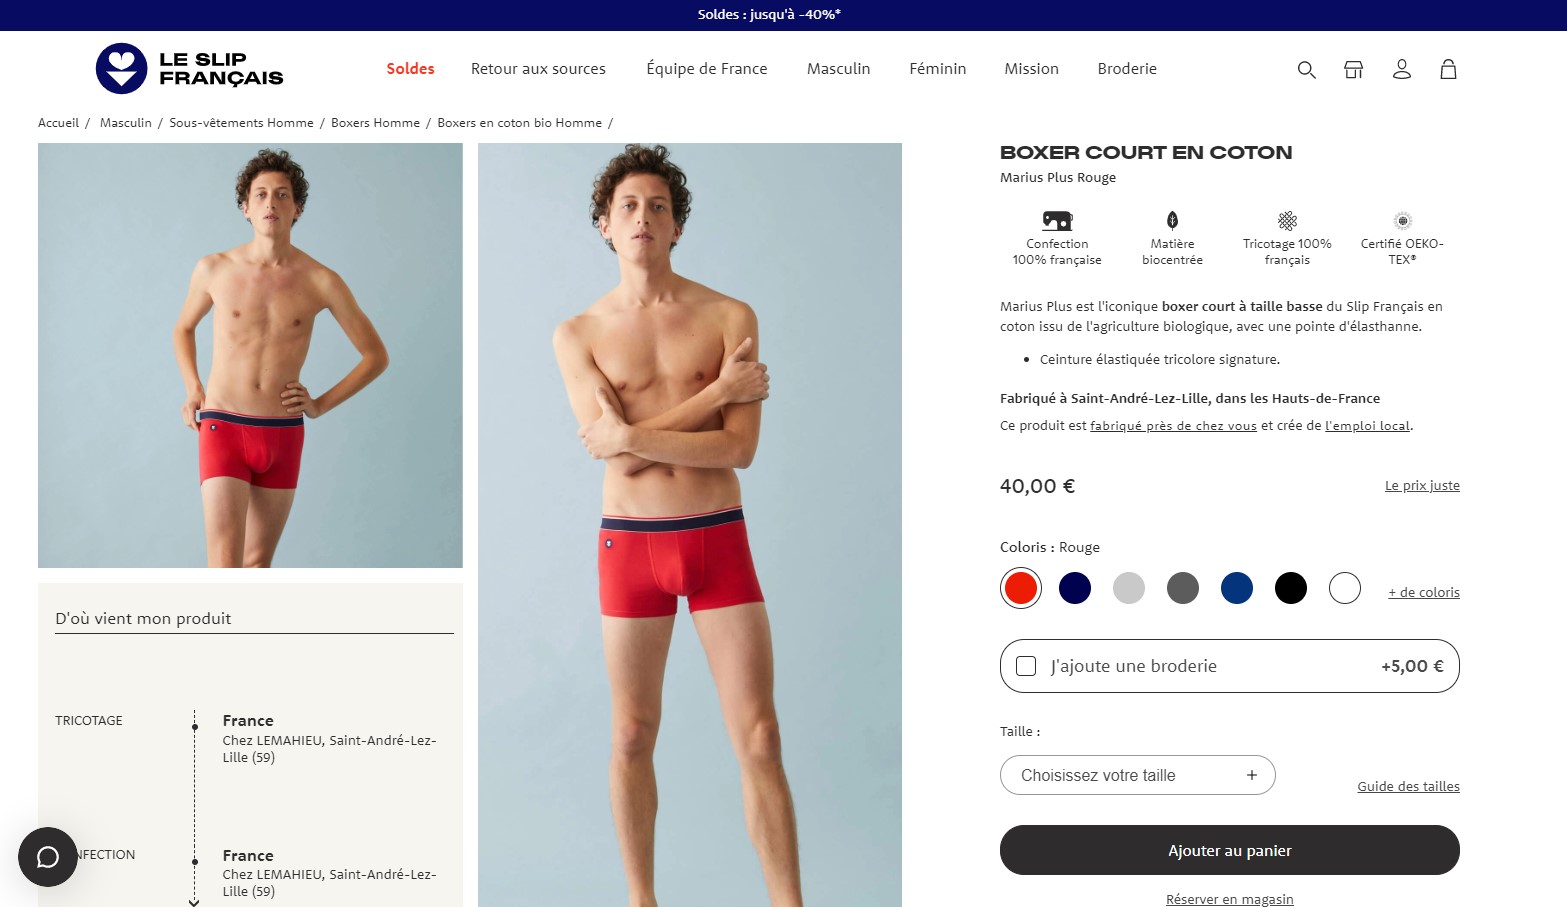 Soldes : jusqu'à -40%*
LE SLIP
FRANÇAIS
Soldes Retour aux sources Équipe de France Masculin Féminin Mission Broderie
Accueil / Masculin / Sous-vêtements Homme / Boxers Homme / Boxers en coton bio Homme /
BOXER COURT EN COTON
Marius Plus Rouge
Confection
100% française
Matière
biocentrée
Tricotage 100%
français
Certifié OEKO-
TEX®
Marius Plus est l'iconique boxer court à taille basse du Slip Français en
coton issu de l'agriculture biologique, avec une pointe d'élasthanne.
• Ceinture élastiquée tricolore signature.
Fabriqué à Saint-André-Lez-Lille, dans les Hauts-de-France
Ce produit est fabriqué près de chez vous et crée de l'emploi local.
40,00 € Le prix juste
Coloris : Rouge
+ de coloris
J'ajoute une broderie +5,00 €
Taille :
Choisissez votre taille +
Guide des tailles
Ajouter au panier
Réserver en magasin
D'où vient mon produit
TRICOTAGE
France
Chez LEMAHIEU, Saint-André-Lez-
Lille (59)
NFECTION
France
Chez LEMAHIEU, Saint-André-Lez-
Lille (59)